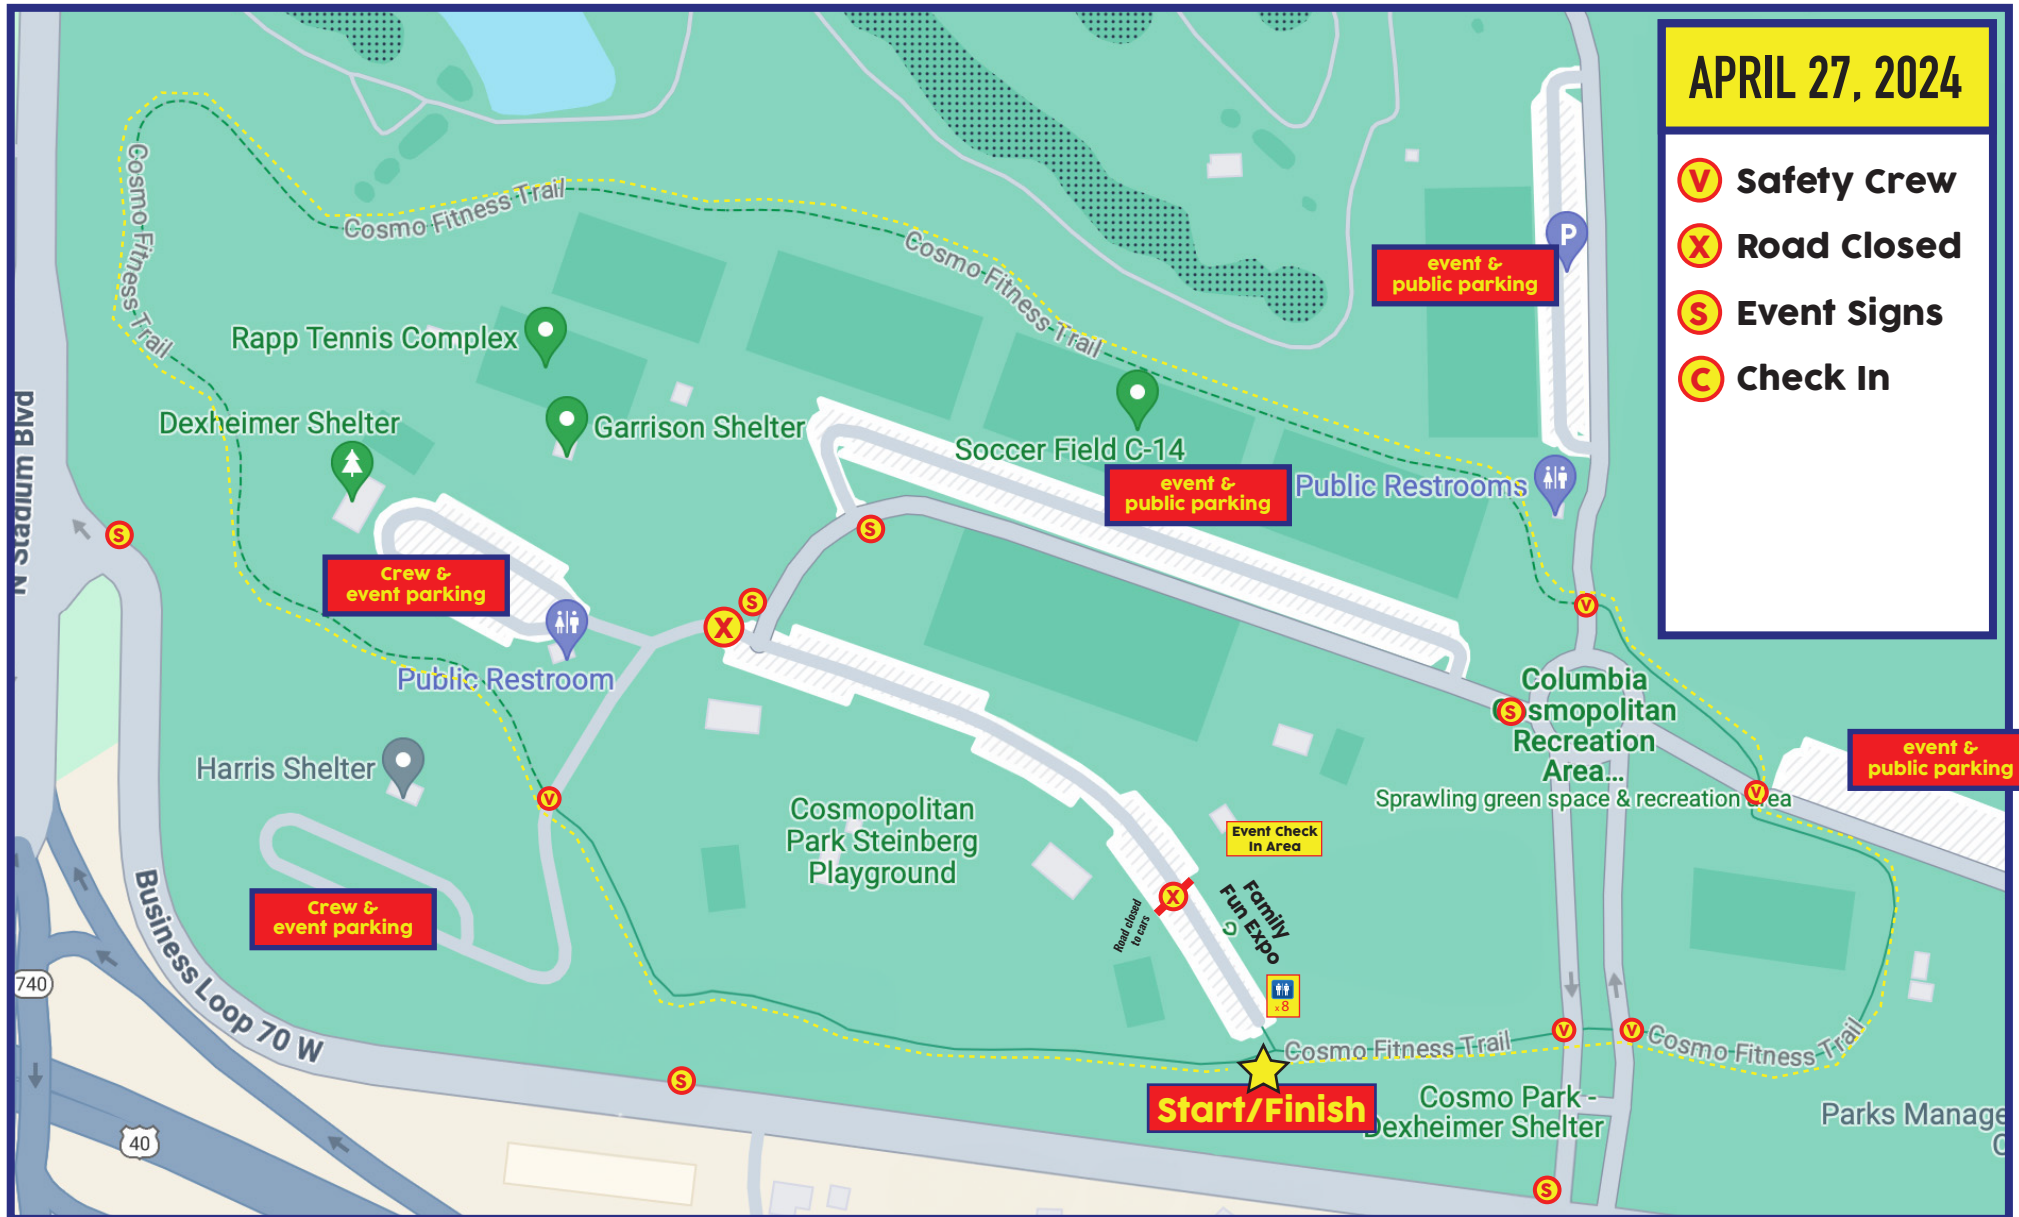 APRIL 27, 2024
V Safety Crew
X Road Closed
S Event Signs
C Check In
Cosmo Fitness Trail
Cosmo Fitness Trail
Cosmo Fitness Trail
P
event &
public parking
Rapp Tennis Complex
Dexheimer Shelter
Garrison Shelter
Soccer Field C-14
event &
public parking
Public Restrooms
N Stadium Blvd
S
S
Crew &
event parking
S
X
V
Public Restroom
Columbia
Cosmopolitan
Recreation
Area...
S
Sprawling green space & recreation area
V
event &
public parking
Harris Shelter
V
Cosmopolitan
Park Steinberg
Playground
Event Check
In Area
X
Road closed
to cars
Family
Fun Expo
Crew &
event parking
x 8
Business Loop 70 W
740
40
S
Cosmo Fitness Trail
V
V
Cosmo Fitness Trail
Start/Finish
Cosmo Park -
Dexheimer Shelter
Parks Manage
C
S